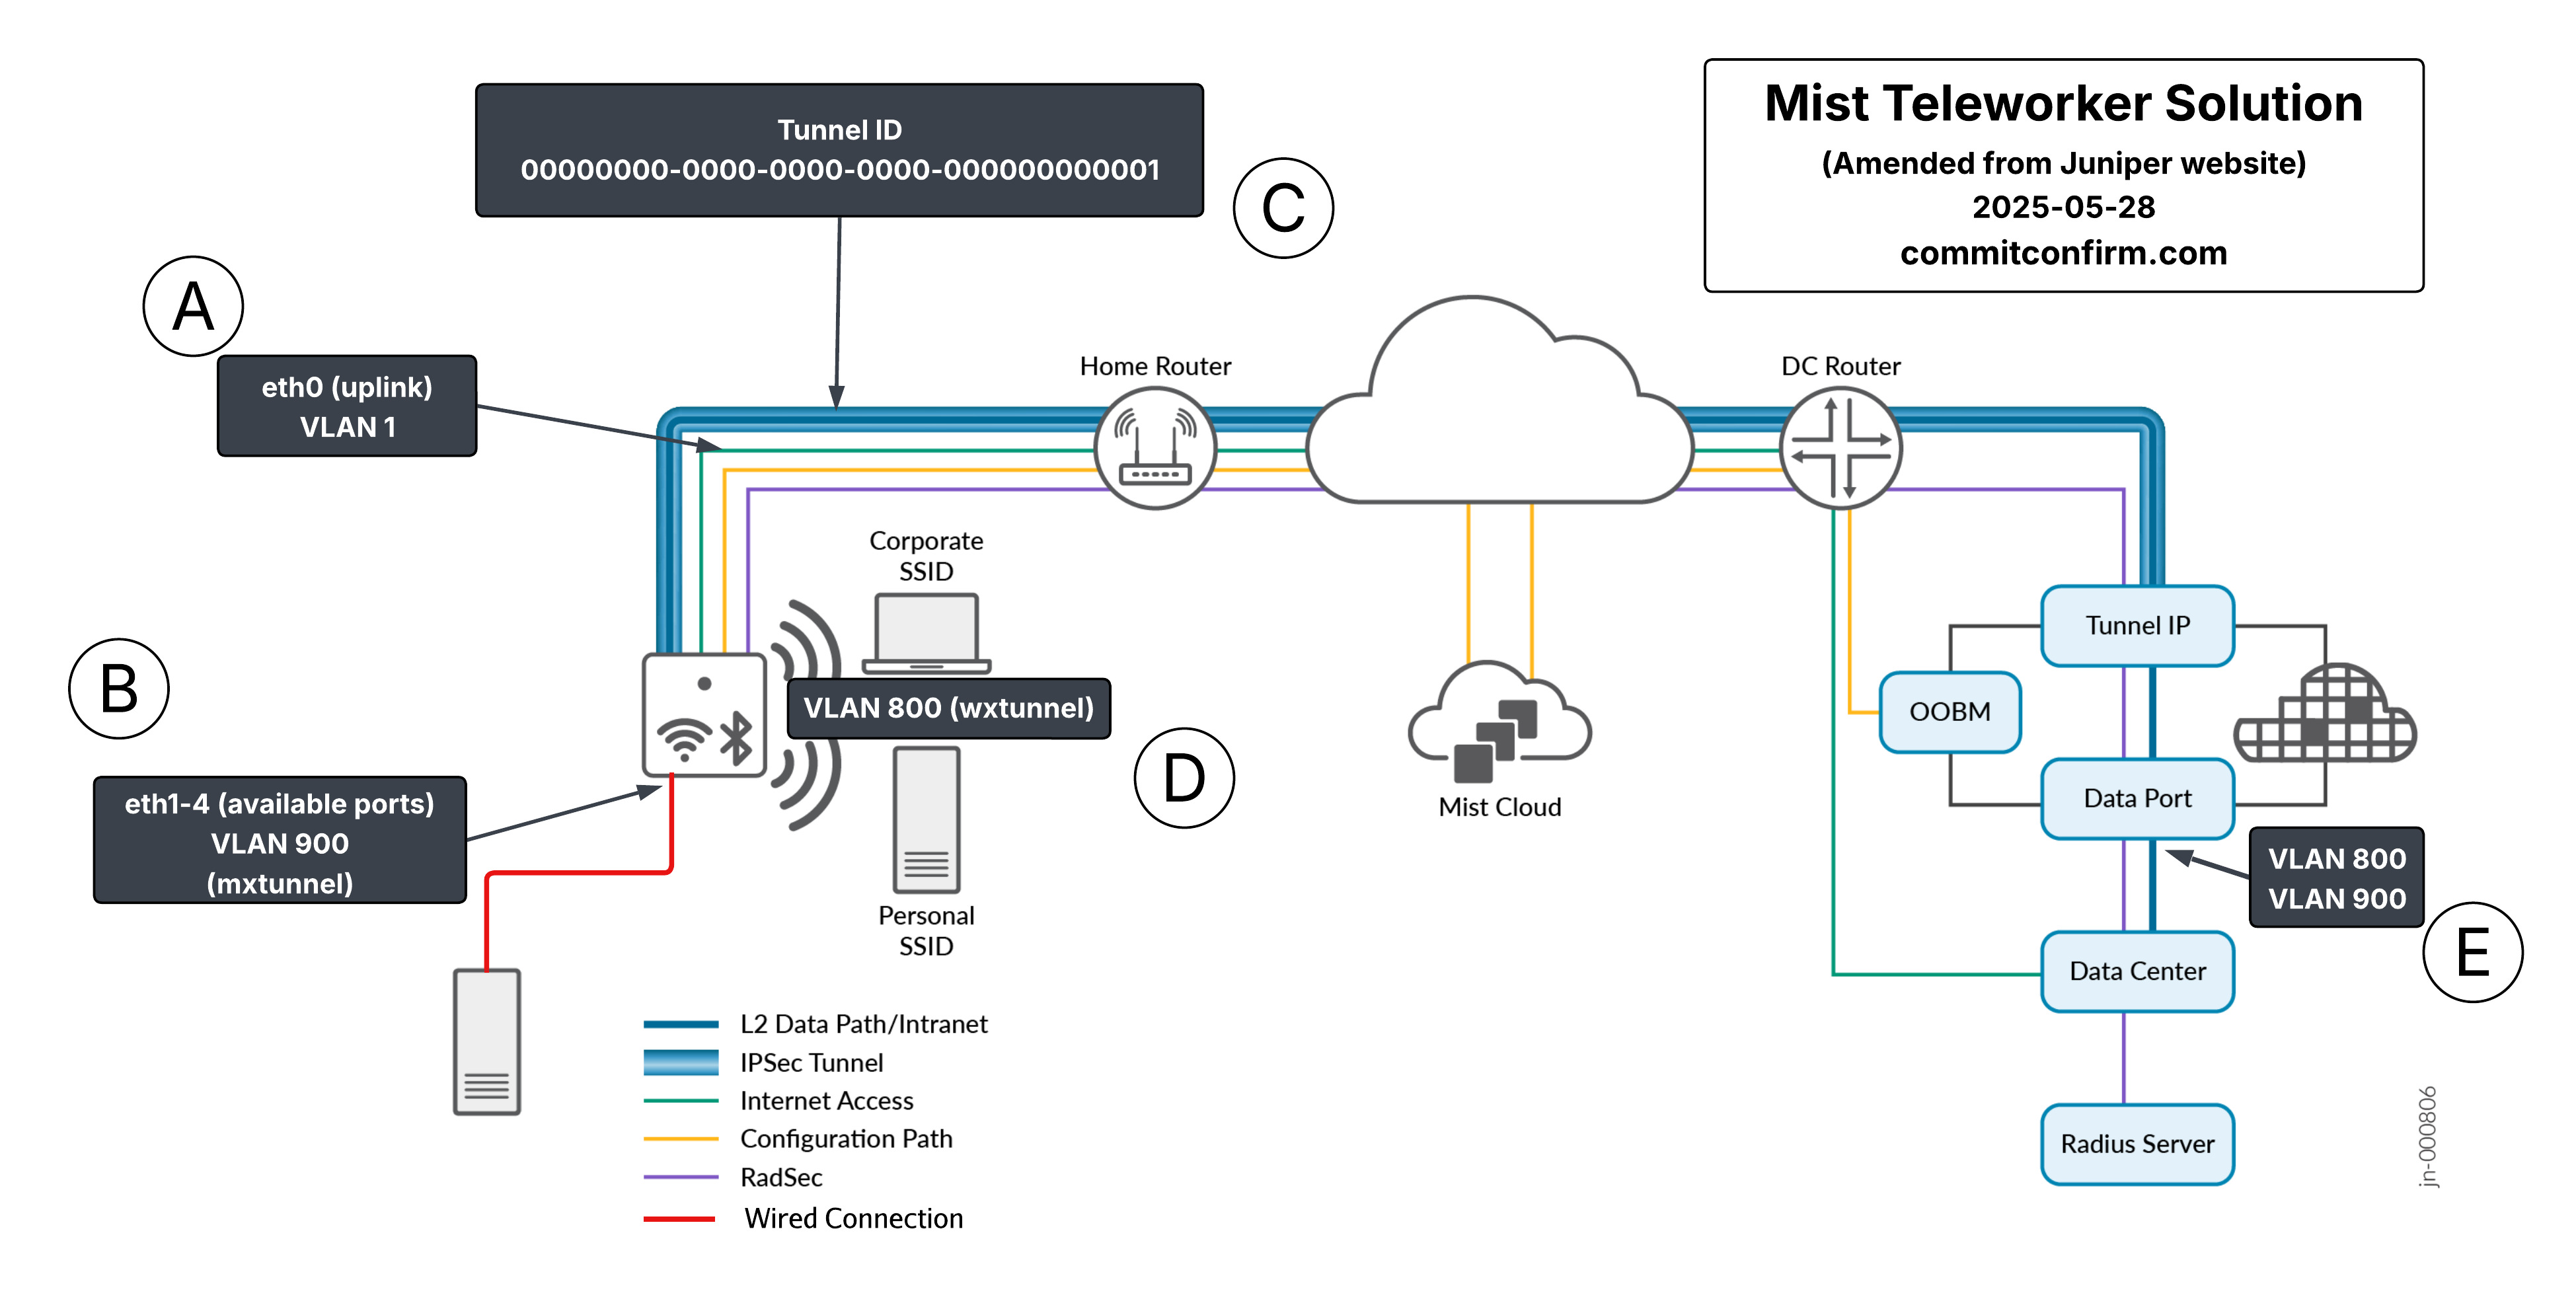 Mist Teleworker Solution
(Amended from Juniper website)
2025-05-28
commitconfirm.com
Tunnel ID
00000000-0000-0000-0000-000000000001
C
A
eth0 (uplink)
VLAN 1
Home Router
DC Router
Corporate
SSID
B
VLAN 800 (wxtunnel)
D
eth1-4 (available ports)
VLAN 900
(mxtunnel)
Personal
SSID
Mist Cloud
Tunnel IP
OOBM
Data Port
VLAN 800
VLAN 900
E
Data Center
Radius Server
L2 Data Path/Intranet
IPSec Tunnel
Internet Access
Configuration Path
RadSec
Wired Connection
jn-000806